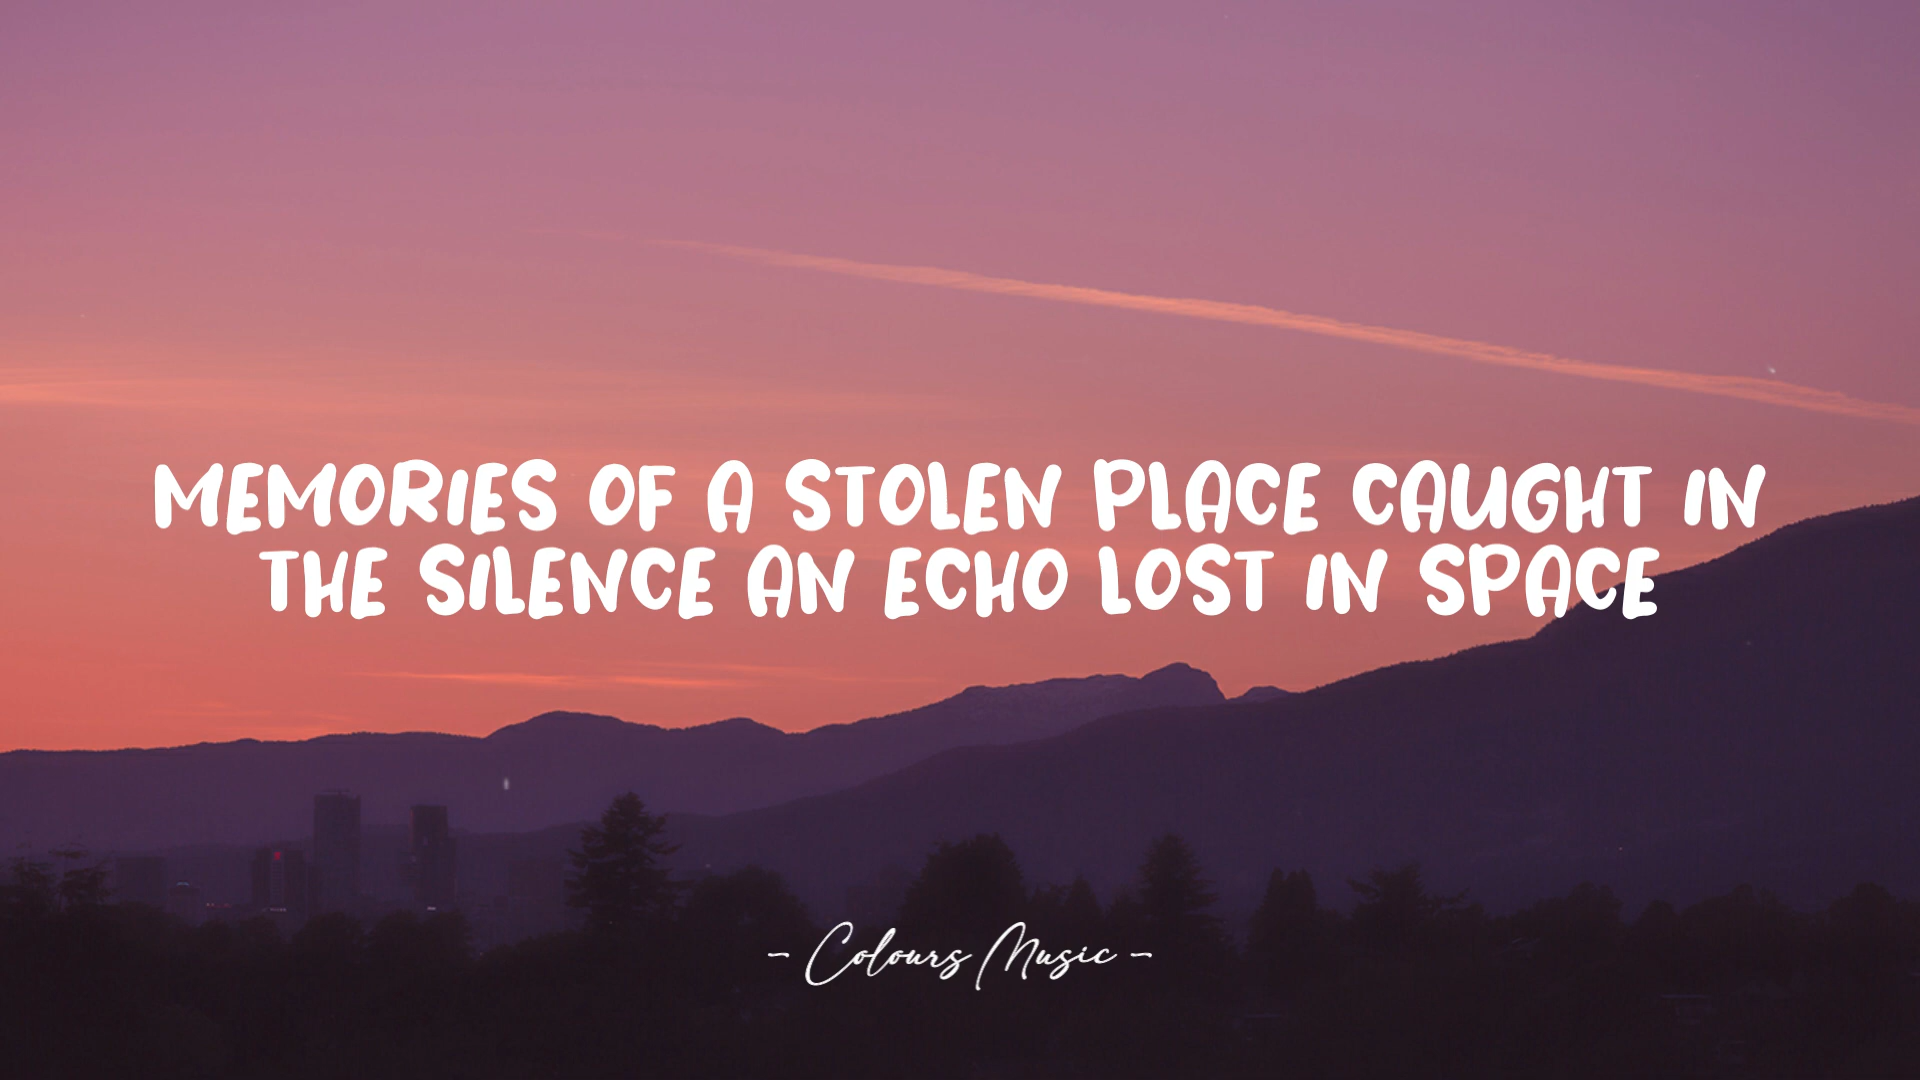 MEMORIES OF A STOLEN PLACE CAUGHT IN
THE SILENCE AN ECHO LOST IN SPACE
- Colours Music -